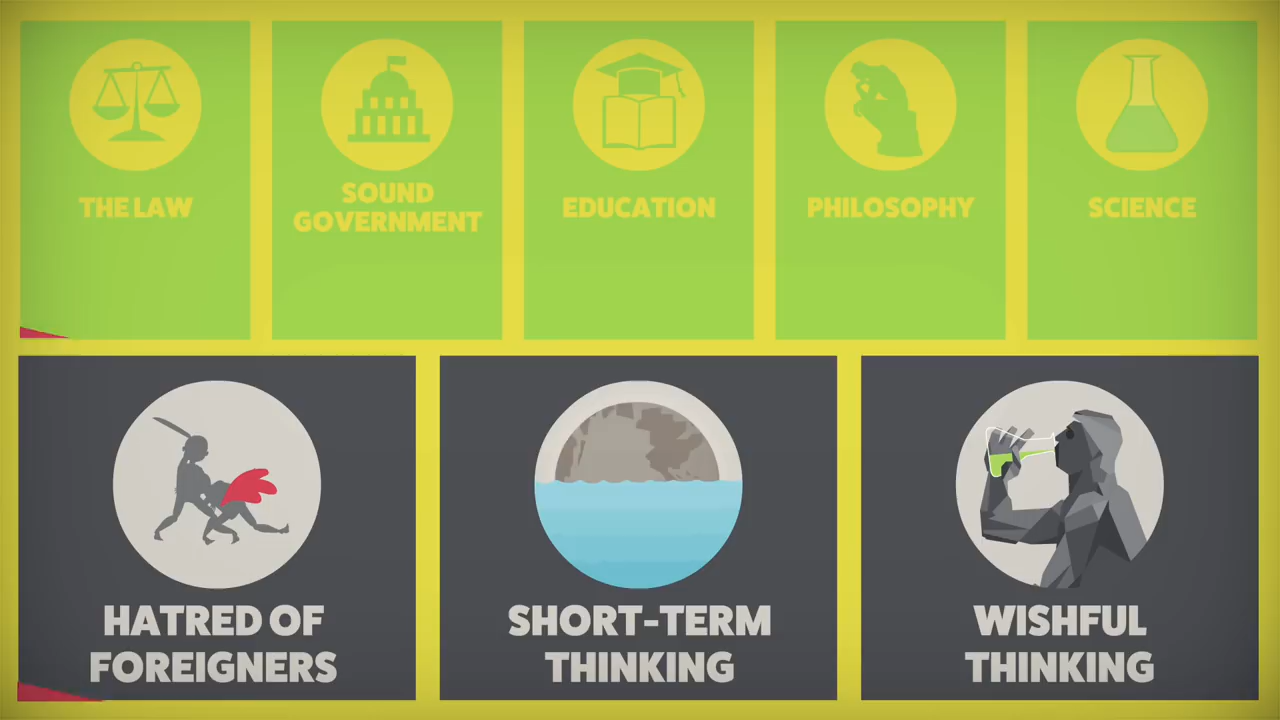 THE LAW
SOUND
GOVERNMENT
EDUCATION
PHILOSOPHY
SCIENCE
HATRED OF
FOREIGNERS
SHORT-TERM
THINKING
WISHFUL
THINKING